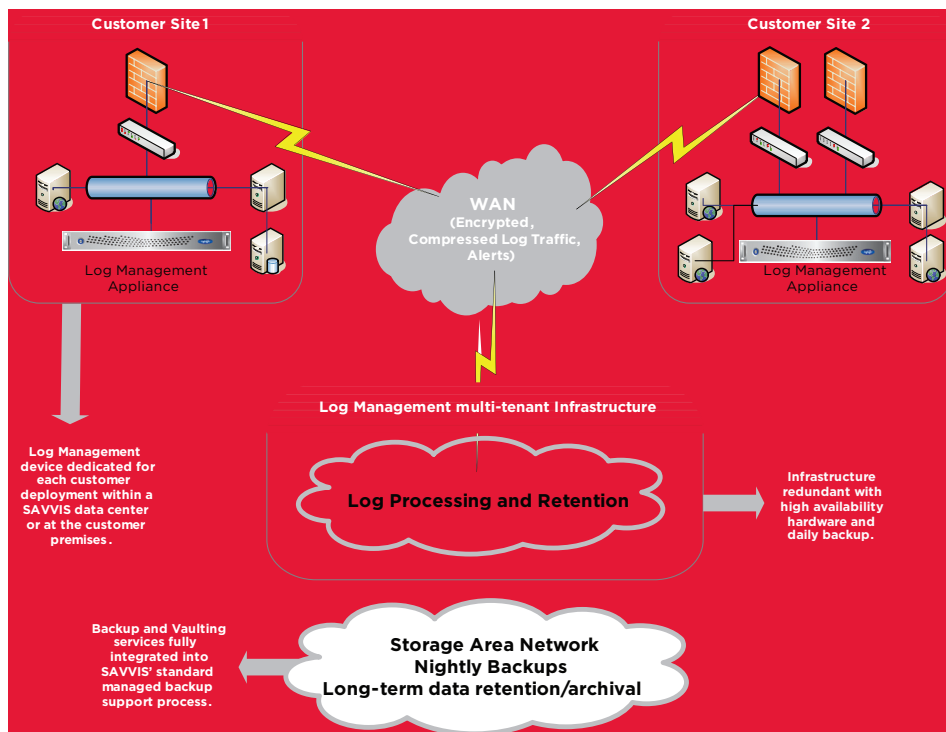 Customer Site 1
Customer Site 2
WAN
(Encrypted,
Compressed Log Traffic,
Alerts)
Log Management
Appliance
Log Management
Appliance
Log Management multi-tenant Infrastructure
Log Processing and Retention
Log Management
device dedicated for
each customer
deployment within a
SAVVIS data center
or at the customer
premises.
Infrastructure
redundant with
high availability
hardware and
daily backup.
Backup and Vaulting
services fully
integrated into
SAVVIS’ standard
managed backup
support process.
Storage Area Network
Nightly Backups
Long-term data retention/archival